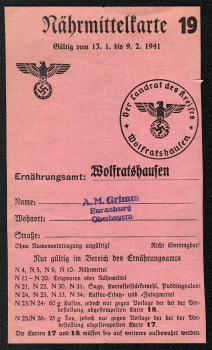 Nährmittelkarte 19
Gültig vom 13. 1. bis 9. 2. 1941
Der Landrat des Kreises
Wolfratshausen
Ernährungsamt: Wolfratshausen
Name:
A. M. Grimm
Wohnort:
Eurasburg
Oberbayern
Straße:
Ohne Namenseintragung ungültig! Nicht übertragbar!
Nur gültig im Bereich des Ernährungsamts
N 4, N 5, N 9, N 10: Nährmittel
N 11 – N 20: Teigwaren oder Nährmittel
N 21, N 22, N 30, N 31: Sago, Kartoffelstärkemehl, Puddingpulver
N 24, N 25, N 33, N 34: Kaffee-Ersatz- und -Zusatzmittel
N 23/N 24: 60 g Kaffee, jedoch nur gegen Vorlage der bei der Vorbestellung abgestempelten Karte 18.
N 25/N 26: 25 g Tee, jedoch nur gegen Vorlage der bei der Vorbestellung abgestempelten Karte 17.
Die Karten 17 und 18 müssen bis auf weiteres aufbewahrt werden